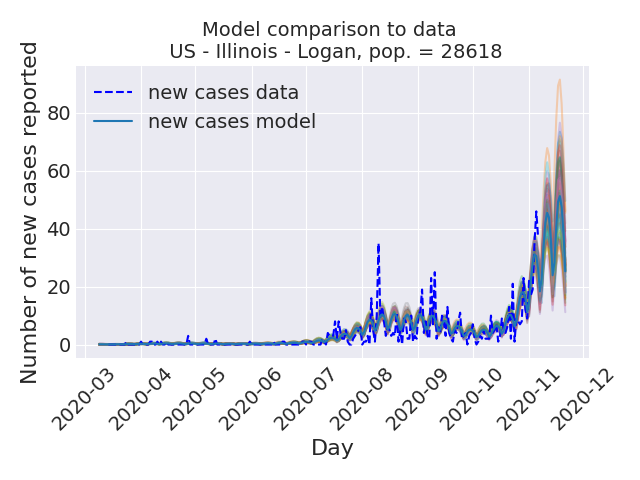 Model comparison to data
US - Illinois - Logan, pop. = 28618
Number of new cases reported
new cases data
new cases model
80
60
40
20
0
2020-03
2020-04
2020-05
2020-06
2020-07
2020-08
2020-09
2020-10
2020-11
2020-12
Day